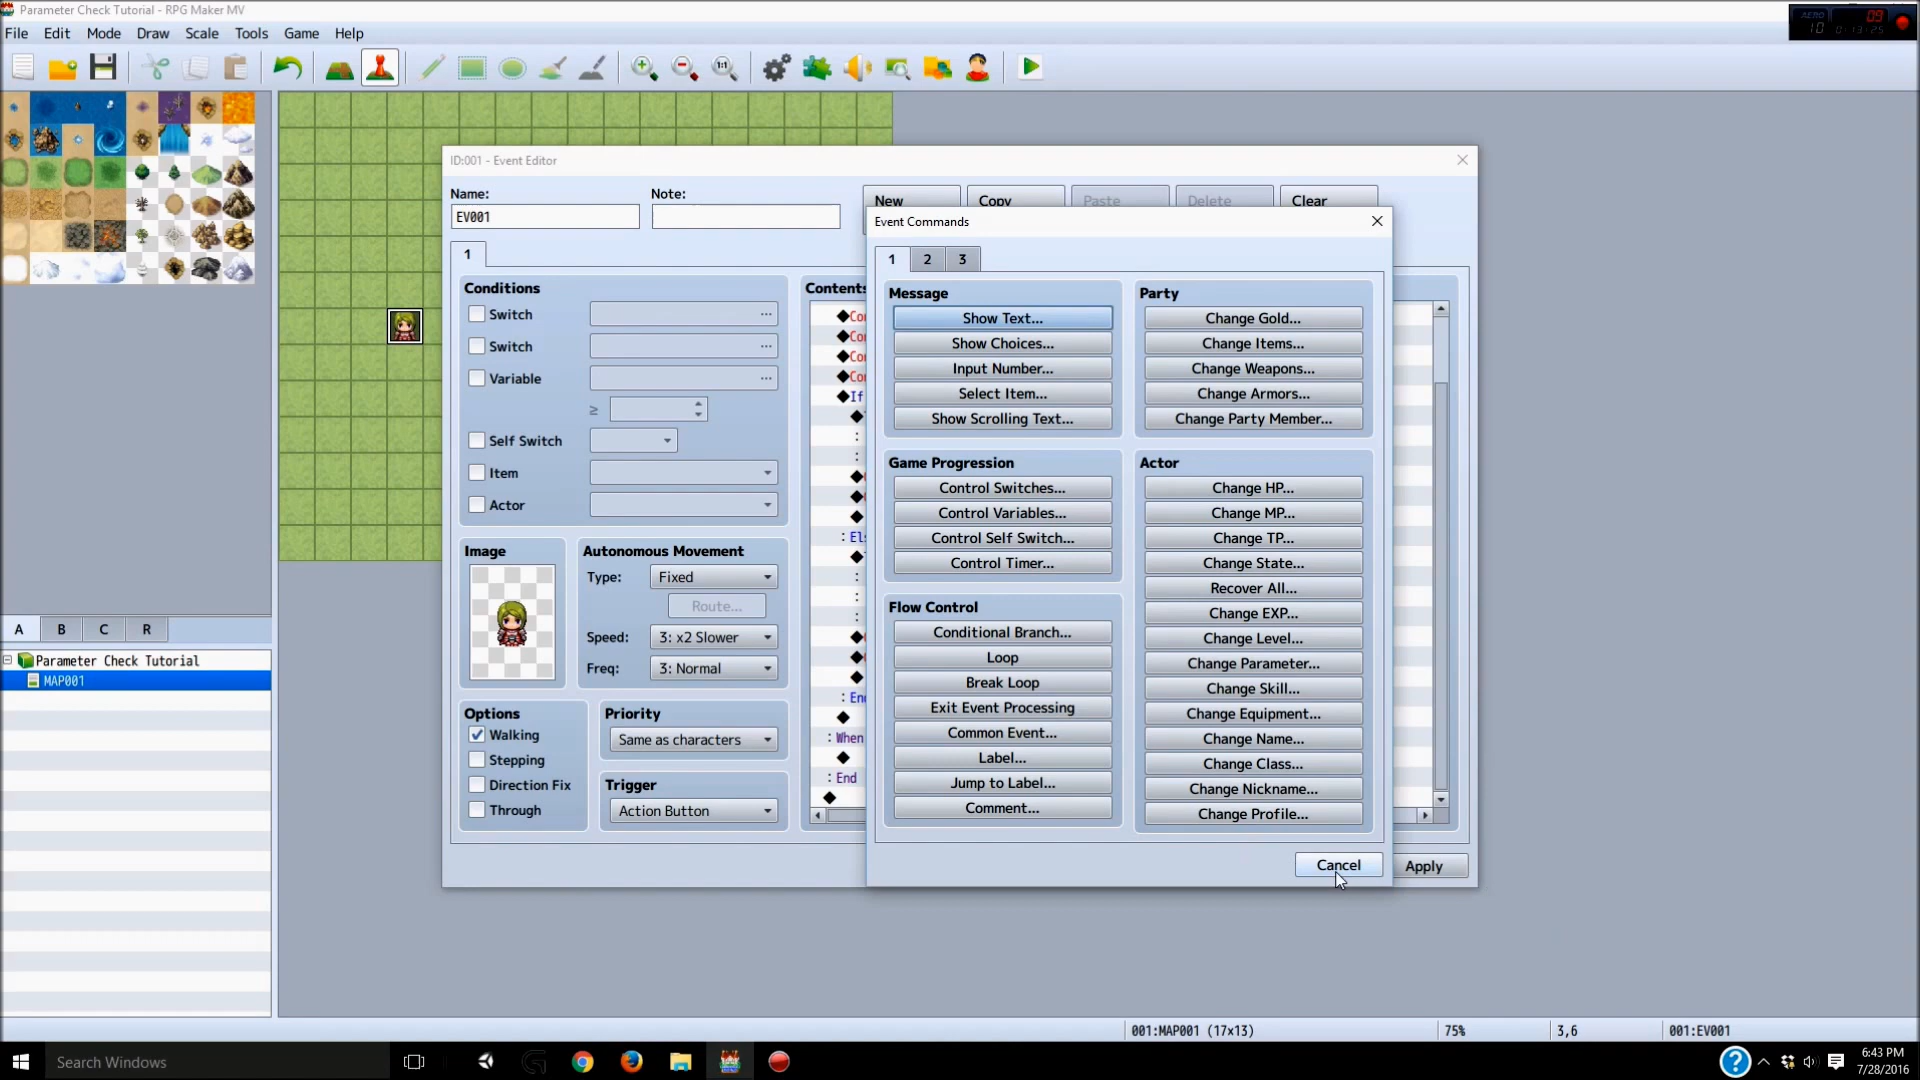 Parameter Check Tutorial - RPG Maker MV
File Edit Mode Draw Scale Tools Game Help
ID:001 - Event Editor
Name:
Note:
EV001
New
Copy
Paste
Delete
Clear
1
Conditions
Switch
Switch
Variable
≥
Self Switch
Item
Actor
Image
Autonomous Movement
Type: Fixed
Route...
Speed: 3: x2 Slower
Freq: 3: Normal
Options
Walking
Stepping
Direction Fix
Through
Priority
Same as characters
Trigger
Action Button
Contents
◆If
: When
: End
Event Commands
1 2 3
Message
Show Text...
Show Choices...
Input Number...
Select Item...
Show Scrolling Text...
Game Progression
Control Switches...
Control Variables...
Control Self Switch...
Control Timer...
Flow Control
Conditional Branch...
Loop
Break Loop
Exit Event Processing
Common Event...
Label...
Jump to Label...
Comment...
Party
Change Gold...
Change Items...
Change Weapons...
Change Armors...
Change Party Member...
Actor
Change HP...
Change MP...
Change TP...
Change State...
Recover All...
Change EXP...
Change Level...
Change Parameter...
Change Skill...
Change Equipment...
Change Name...
Change Class...
Change Nickname...
Change Profile...
Cancel
Apply
A B C R
Parameter Check Tutorial
MAP001
001:MAP001 (17x13)
75%
3,6
001:EV001
Search Windows
6:43 PM
7/28/2016